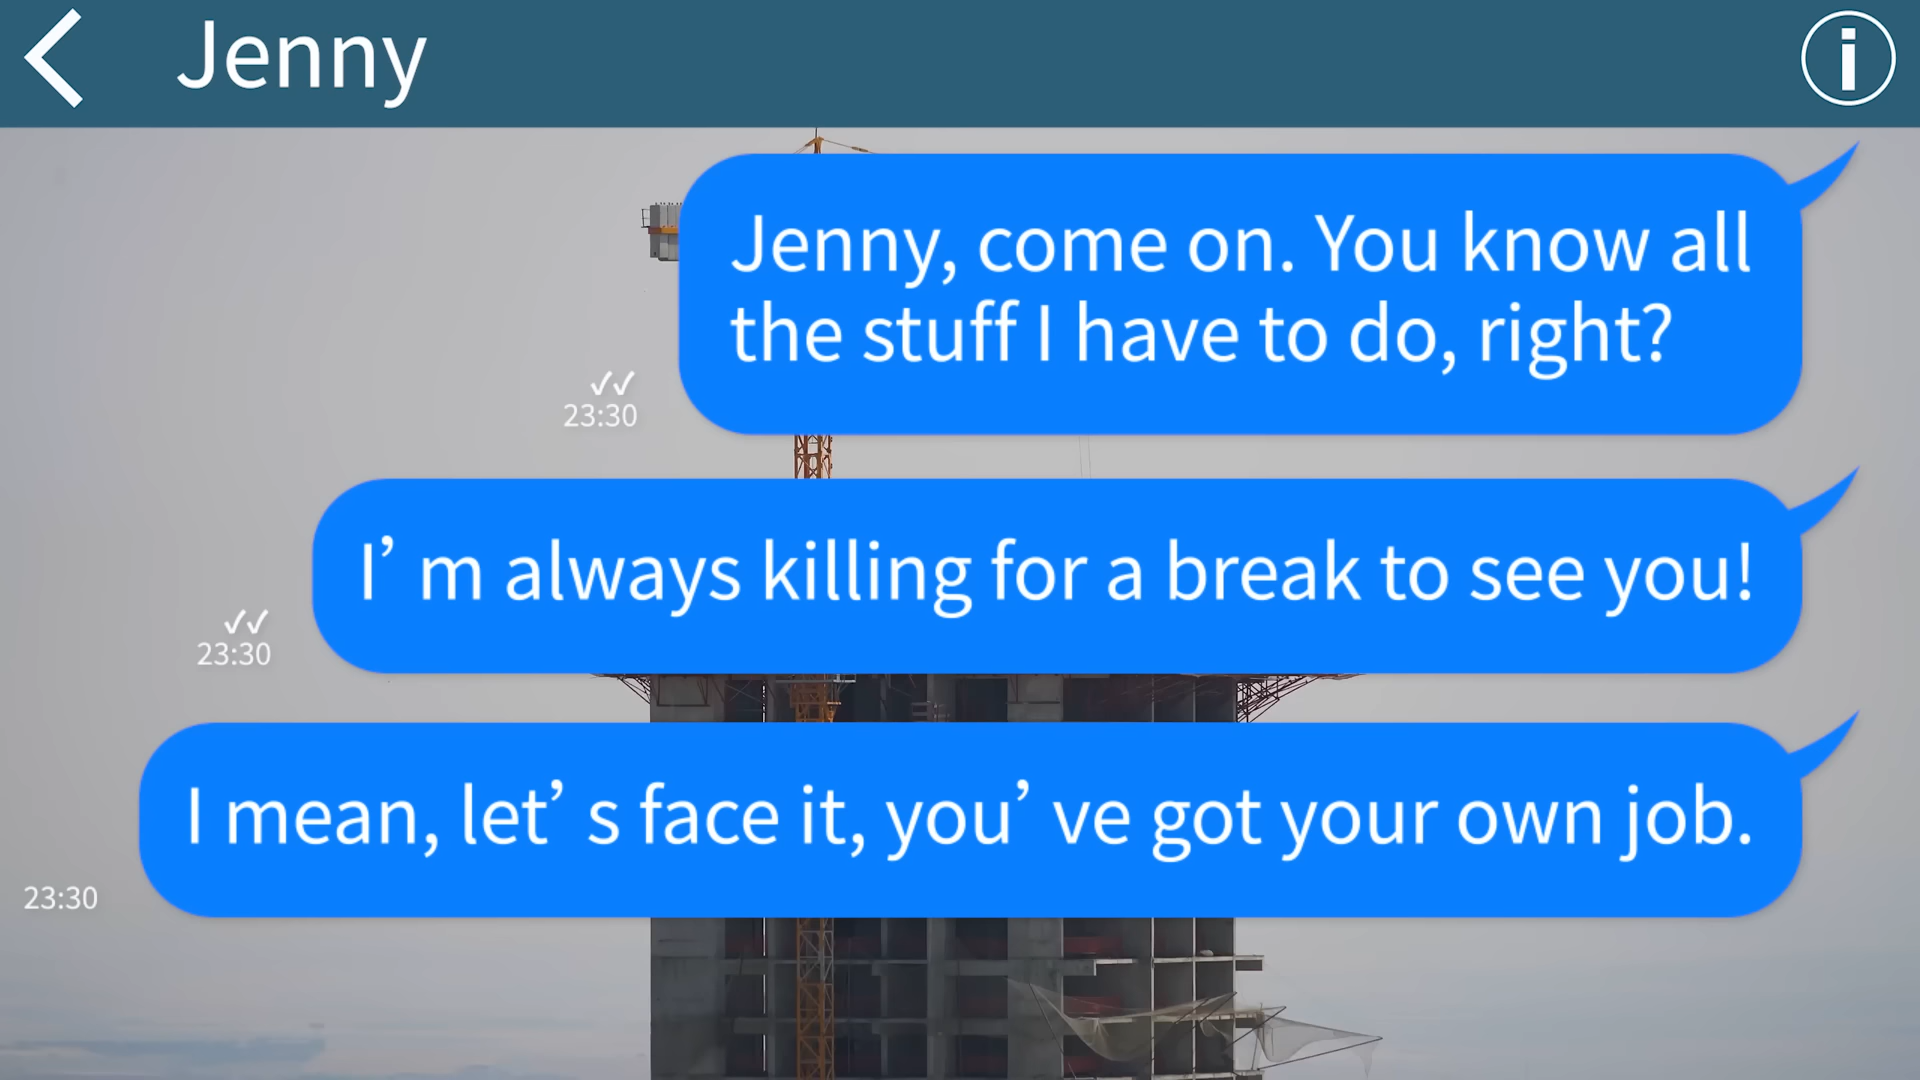 Jenny
Jenny, come on. You know all
the stuff I have to do, right?
23:30
I’m always killing for a break to see you!
23:30
I mean, let’s face it, you’ve got your own job.
23:30